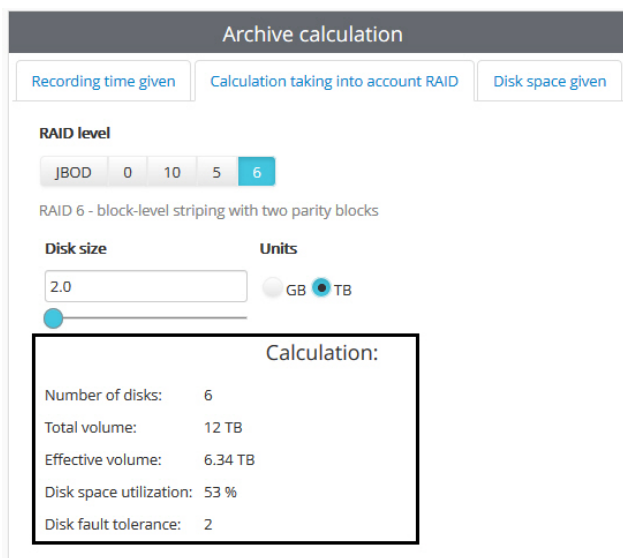 Archive calculation
Recording time given Calculation taking into account RAID Disk space given
RAID level
JBOD 0 10 5 6
RAID 6 - block-level striping with two parity blocks
Disk size Units
2.0 GB TB
Calculation:
Number of disks: 6
Total volume: 12 TB
Effective volume: 6.34 TB
Disk space utilization: 53 %
Disk fault tolerance: 2